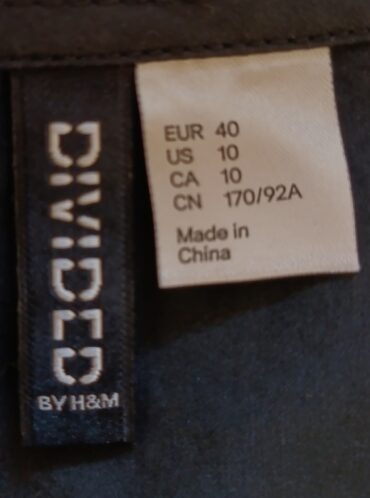 DIVIDED
BY H&M
EUR 40
US 10
CA 10
CN 170/92A
Made in
China